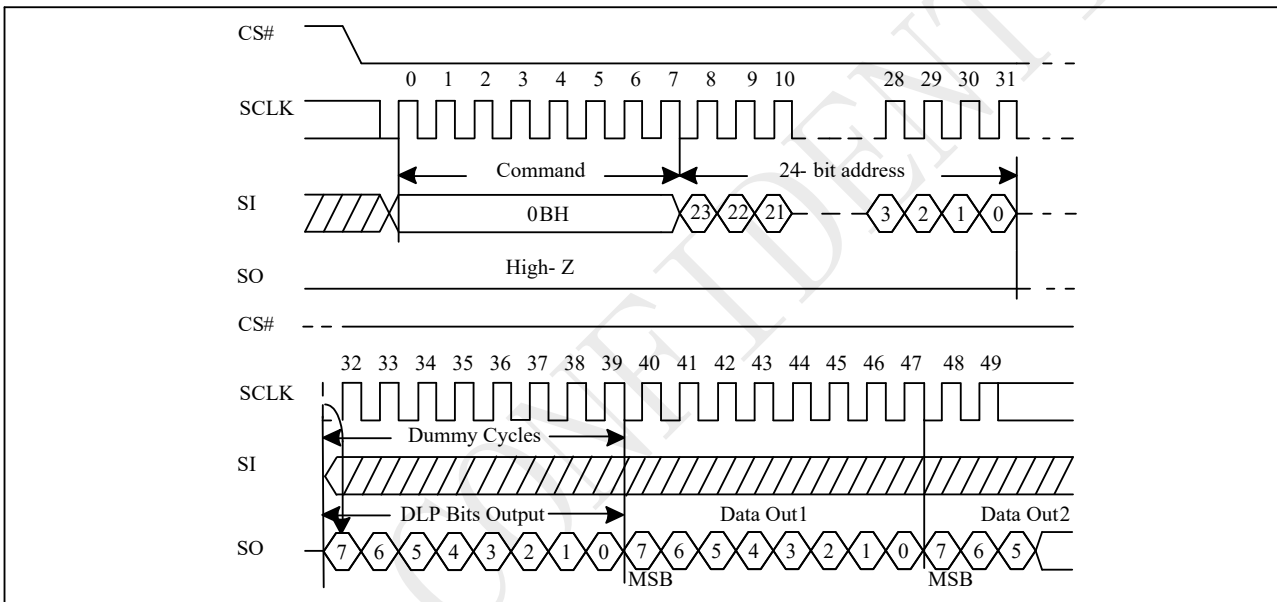 CS#
0 1 2 3 4 5 6 7 8 9 10 28 29 30 31
SCLK
Command 24- bit address
SI 0BH 23 22 21 3 2 1 0
High- Z
SO
CS#
32 33 34 35 36 37 38 39 40 41 42 43 44 45 46 47 48 49
SCLK
Dummy Cycles
SI
DLP Bits Output Data Out1 Data Out2
SO 7 6 5 4 3 2 1 0 7 6 5 4 3 2 1 0 7 6 5
MSB MSB
CONFIDENT